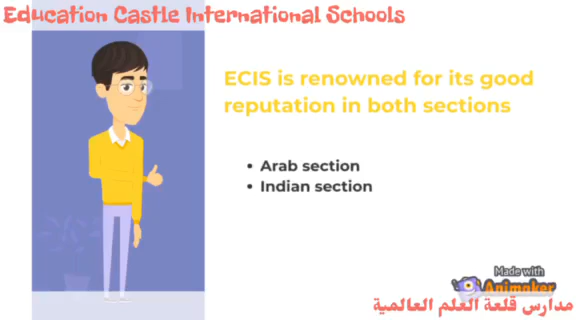 Education Castle International Schools
ECIS is renowned for its good
reputation in both sections
• Arab section
• Indian section
Made with
Animaker
مدارس قلعة العلم العالمية